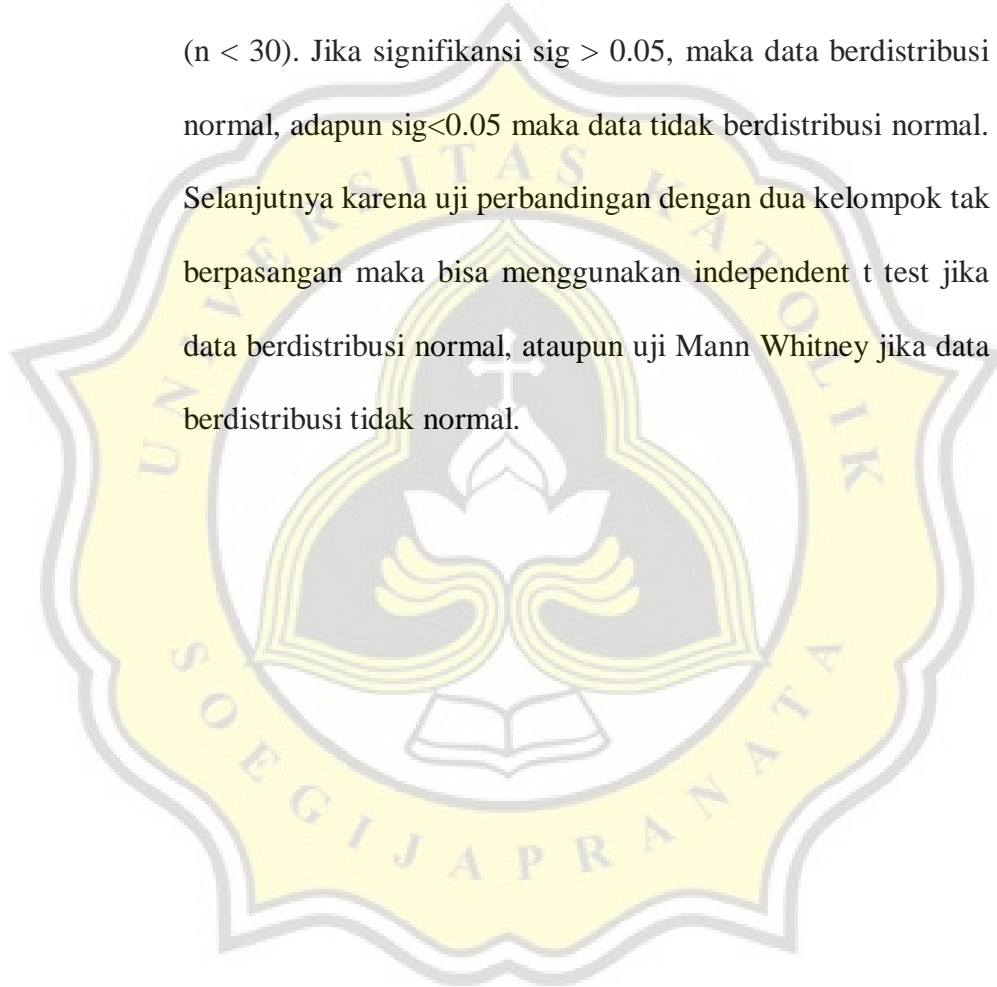 (n < 30). Jika signifikansi sig > 0.05, maka data berdistribusi
normal, adapun sig<0.05 maka data tidak berdistribusi normal.
Selanjutnya karena uji perbandingan dengan dua kelompok tak
berpasangan maka bisa menggunakan independent t test jika
data berdistribusi normal, ataupun uji Mann Whitney jika data
berdistribusi tidak normal.
UNIVERSITAS KATOLIK
SOEGIJAPRANATA